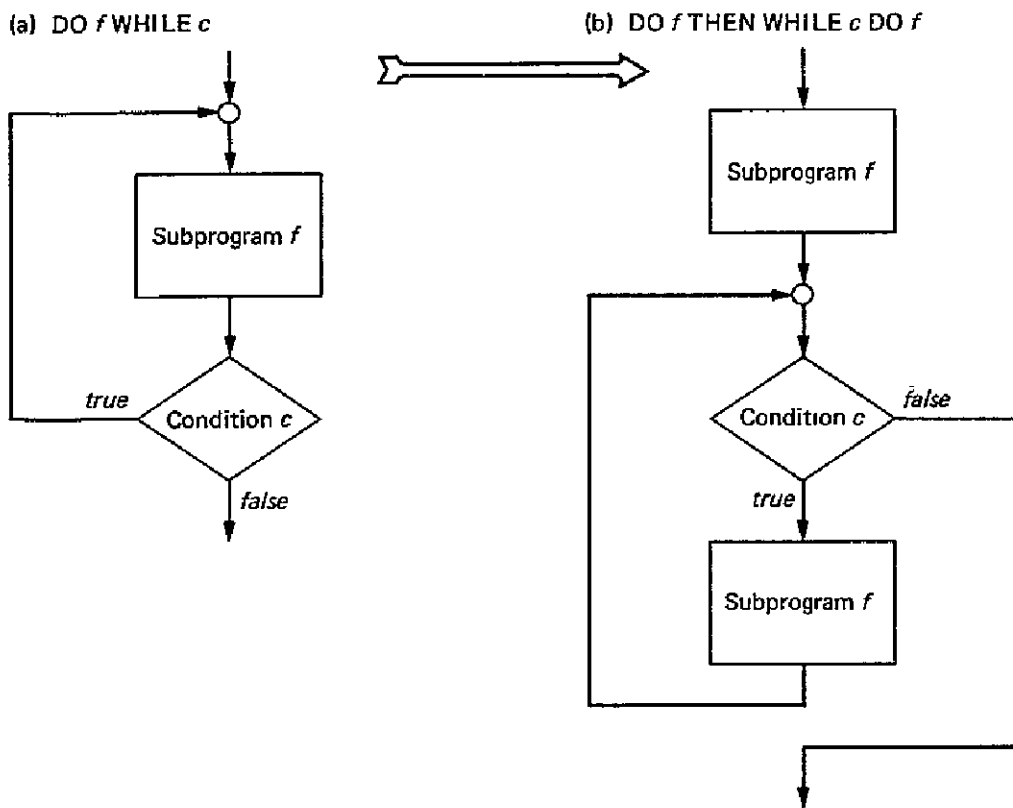 (a) DO f WHILE c
Subprogram f
true
Condition c
false
(b) DO f THEN WHILE c DO f
Subprogram f
Condition c
false
true
Subprogram f